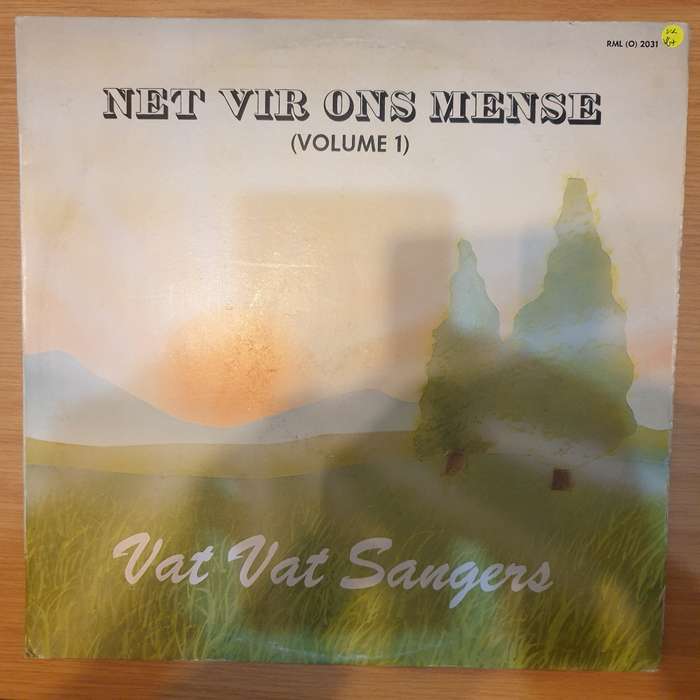 RML (O) 2031
NET VIR ONS MENSE
(VOLUME 1)
Vat Vat Sangers